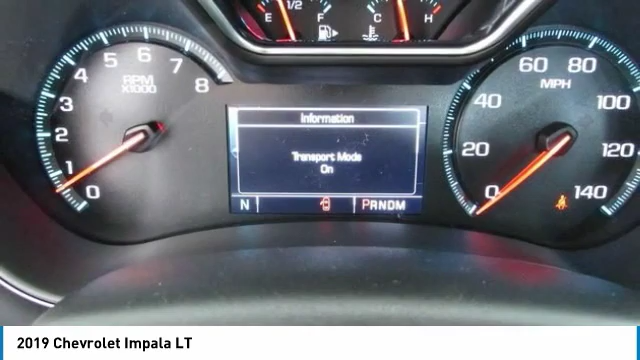 E 1/2 F C H
RPM
X1000
0 1 2 3 4 5 6 7 8
Information
Transport Mode
On
N PRNDM
MPH
0 20 40 60 80 100 120 140
2019 Chevrolet Impala LT